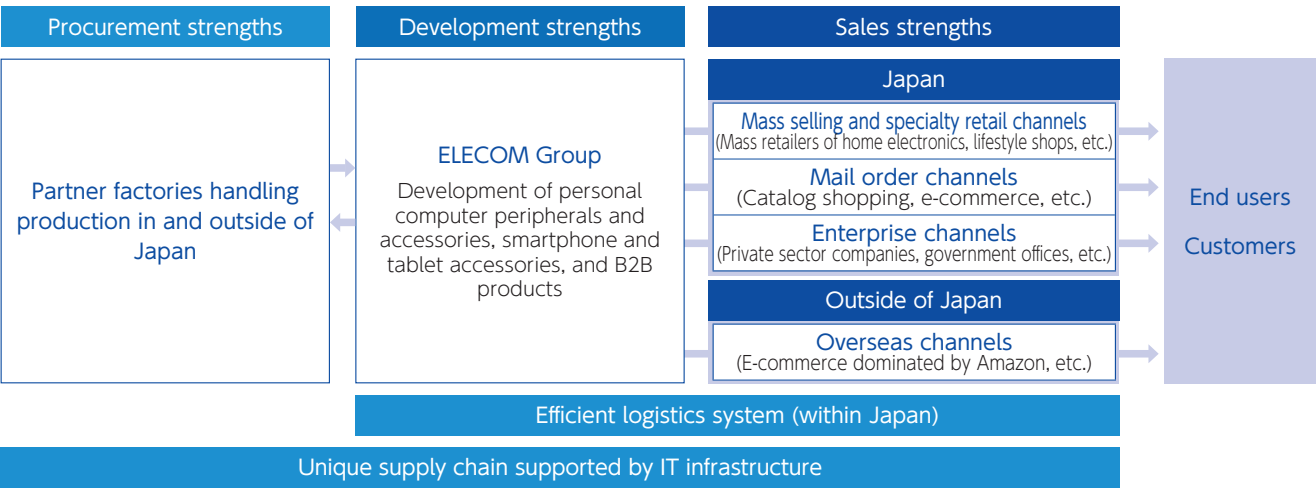 Procurement strengths
Development strengths
Sales strengths
Partner factories handling
production in and outside of
Japan
ELECOM Group
Development of personal
computer peripherals and
accessories, smartphone and
tablet accessories, and B2B
products
Japan
Mass selling and specialty retail channels
(Mass retailers of home electronics, lifestyle shops, etc.)
Mail order channels
(Catalog shopping, e-commerce, etc.)
Enterprise channels
(Private sector companies, government offices, etc.)
Outside of Japan
Overseas channels
(E-commerce dominated by Amazon, etc.)
End users
Customers
Efficient logistics system (within Japan)
Unique supply chain supported by IT infrastructure